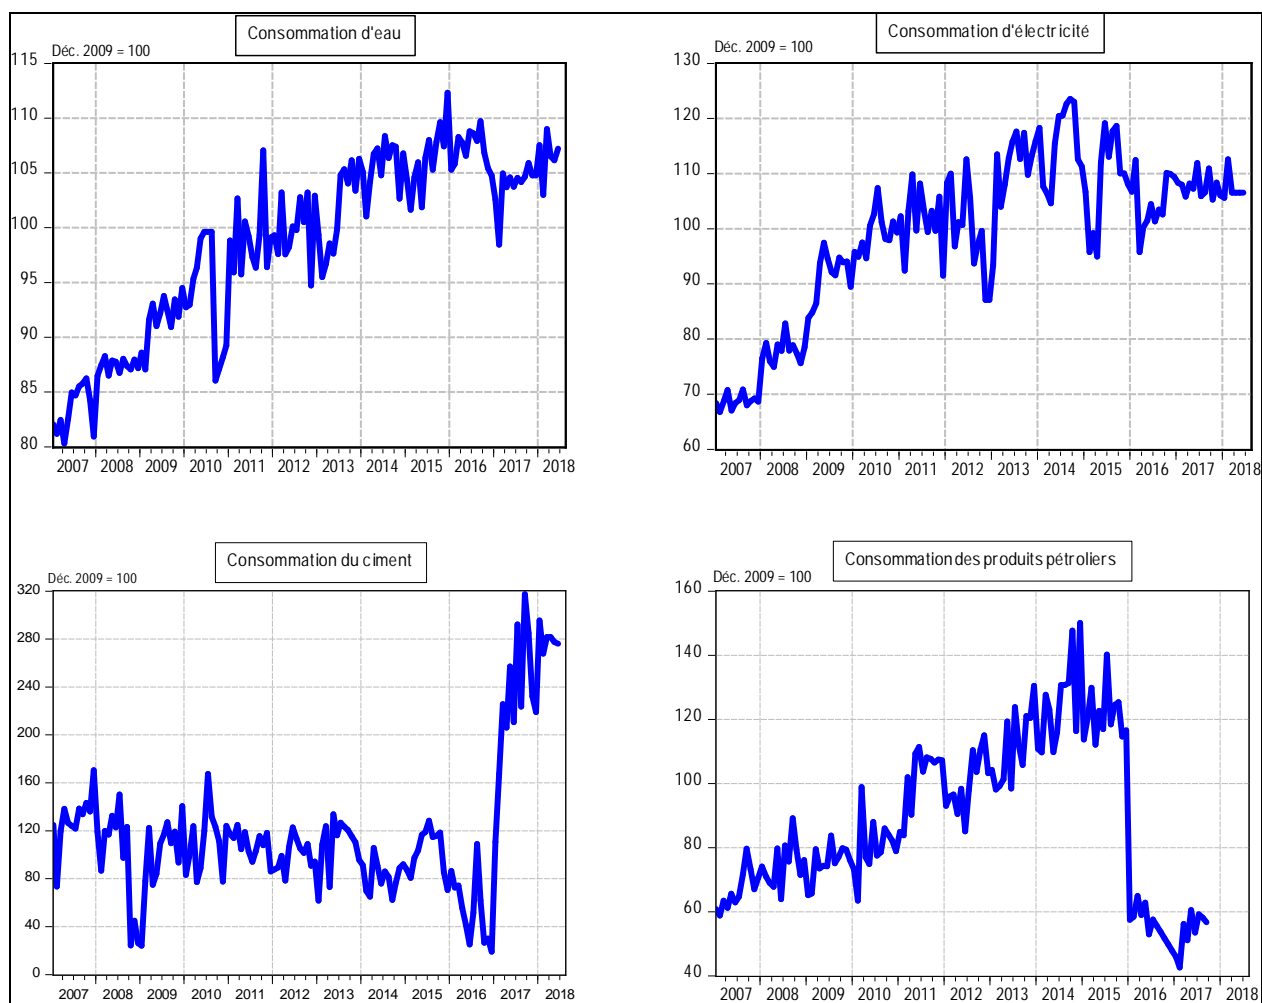 Consommation d'eau
Déc. 2009 = 100
115
110
105
100
95
90
85
80
2007 2008 2009 2010 2011 2012 2013 2014 2015 2016 2017 2018
Consommation d'électricité
Déc. 2009 = 100
130
120
110
100
90
80
70
60
2007 2008 2009 2010 2011 2012 2013 2014 2015 2016 2017 2018
Consommation du ciment
Déc. 2009 = 100
320
280
240
200
160
120
80
40
0
2007 2008 2009 2010 2011 2012 2013 2014 2015 2016 2017 2018
Consommation des produits pétroliers
Déc. 2009 = 100
160
140
120
100
80
60
40
2007 2008 2009 2010 2011 2012 2013 2014 2015 2016 2017 2018